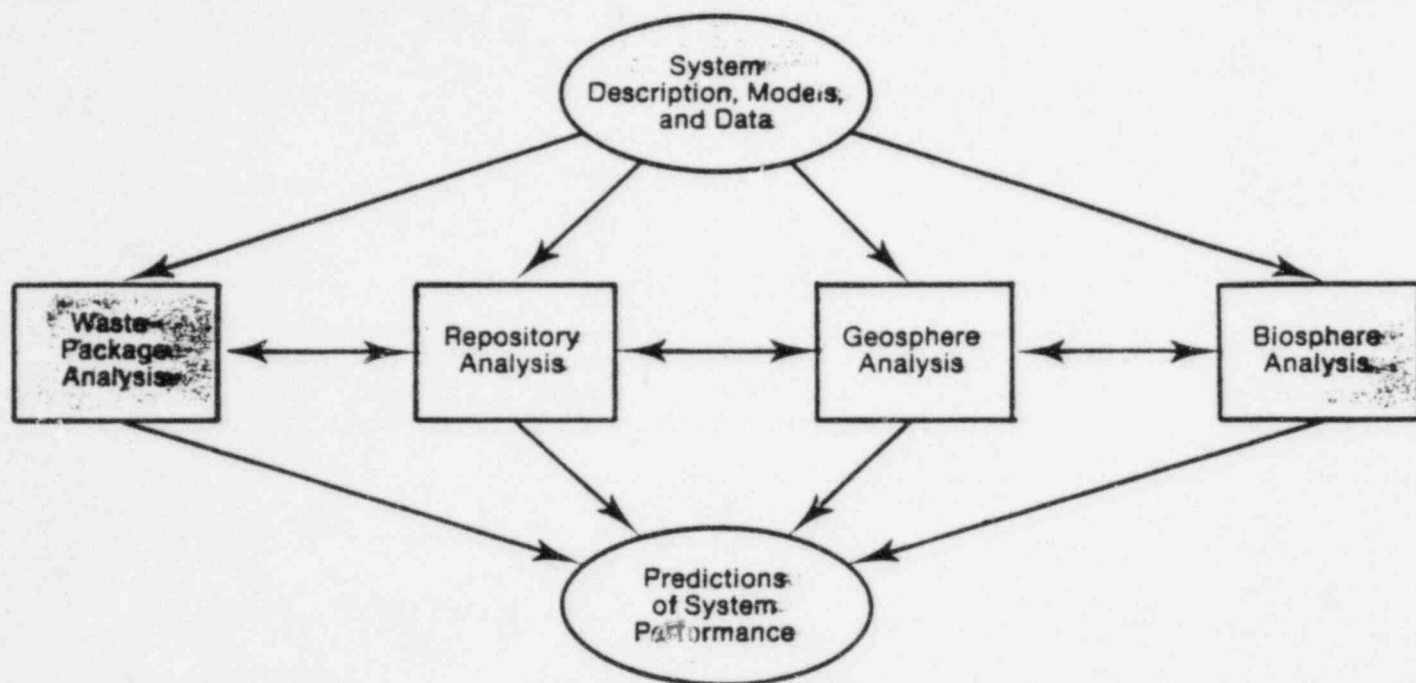 System
Description, Models,
and Data
Waste
Package
Analysis
Repository
Analysis
Geosphere
Analysis
Biosphere
Analysis
Predictions
of System
Performance